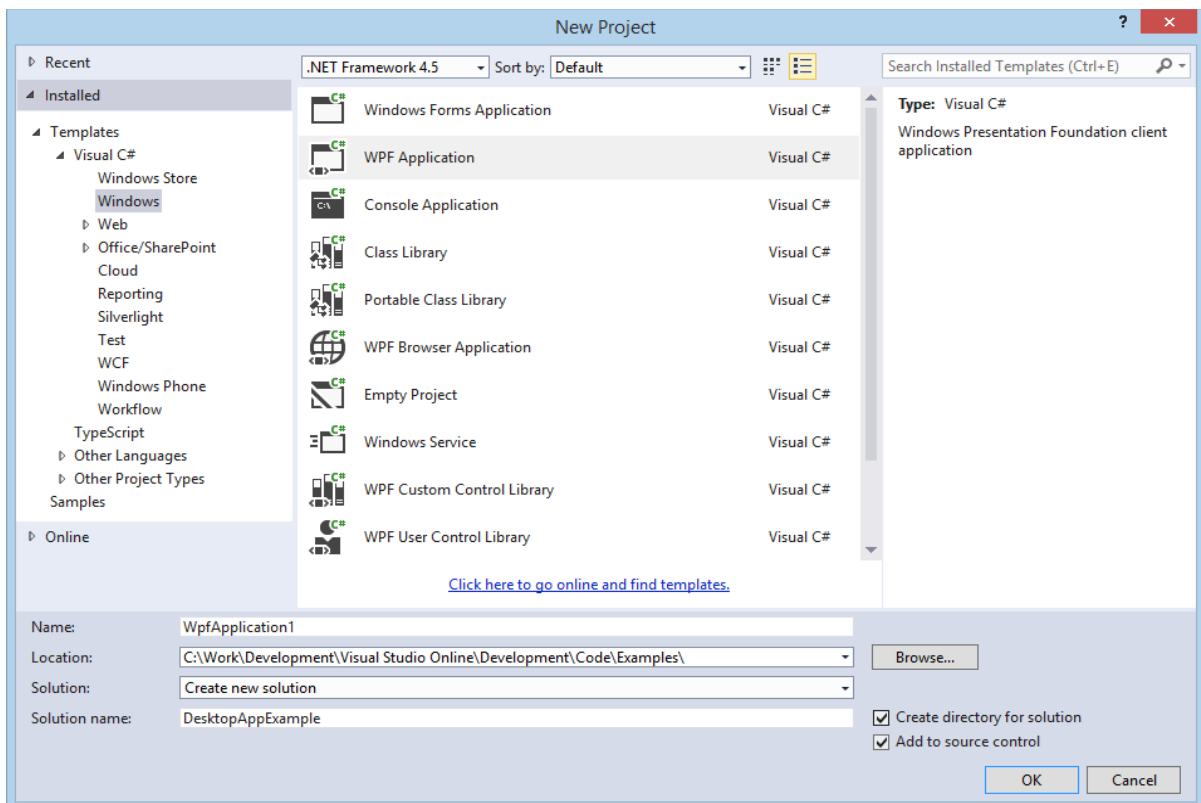 New Project
?
Recent
Installed
Templates
Visual C#
Windows Store
Windows
Web
Office/SharePoint
Cloud
Reporting
Silverlight
Test
WCF
Windows Phone
Workflow
TypeScript
Other Languages
Other Project Types
Samples
Online
.NET Framework 4.5
Sort by: Default
C# Windows Forms Application Visual C#
C# WPF Application Visual C#
C# C:\ Console Application Visual C#
C# Class Library Visual C#
C# Portable Class Library Visual C#
C# WPF Browser Application Visual C#
C# Empty Project Visual C#
C# Windows Service Visual C#
C# WPF Custom Control Library Visual C#
C# WPF User Control Library Visual C#
Click here to go online and find templates.
Search Installed Templates (Ctrl+E)
Type: Visual C#
Windows Presentation Foundation client
application
Name: WpfApplication1
Location: C:\Work\Development\Visual Studio Online\Development\Code\Examples\
Browse...
Solution: Create new solution
Solution name: DesktopAppExample
Create directory for solution
Add to source control
OK Cancel